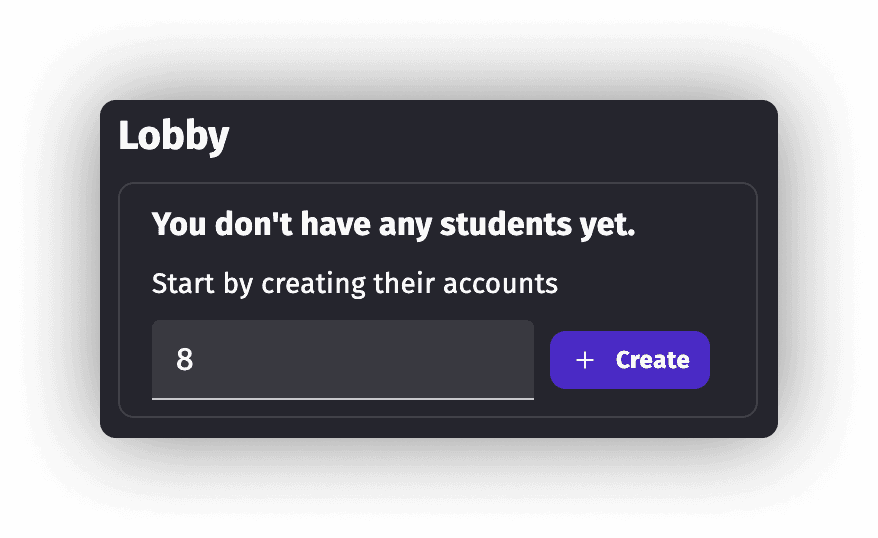 Lobby
You don't have any students yet.
Start by creating their accounts
8
+ Create